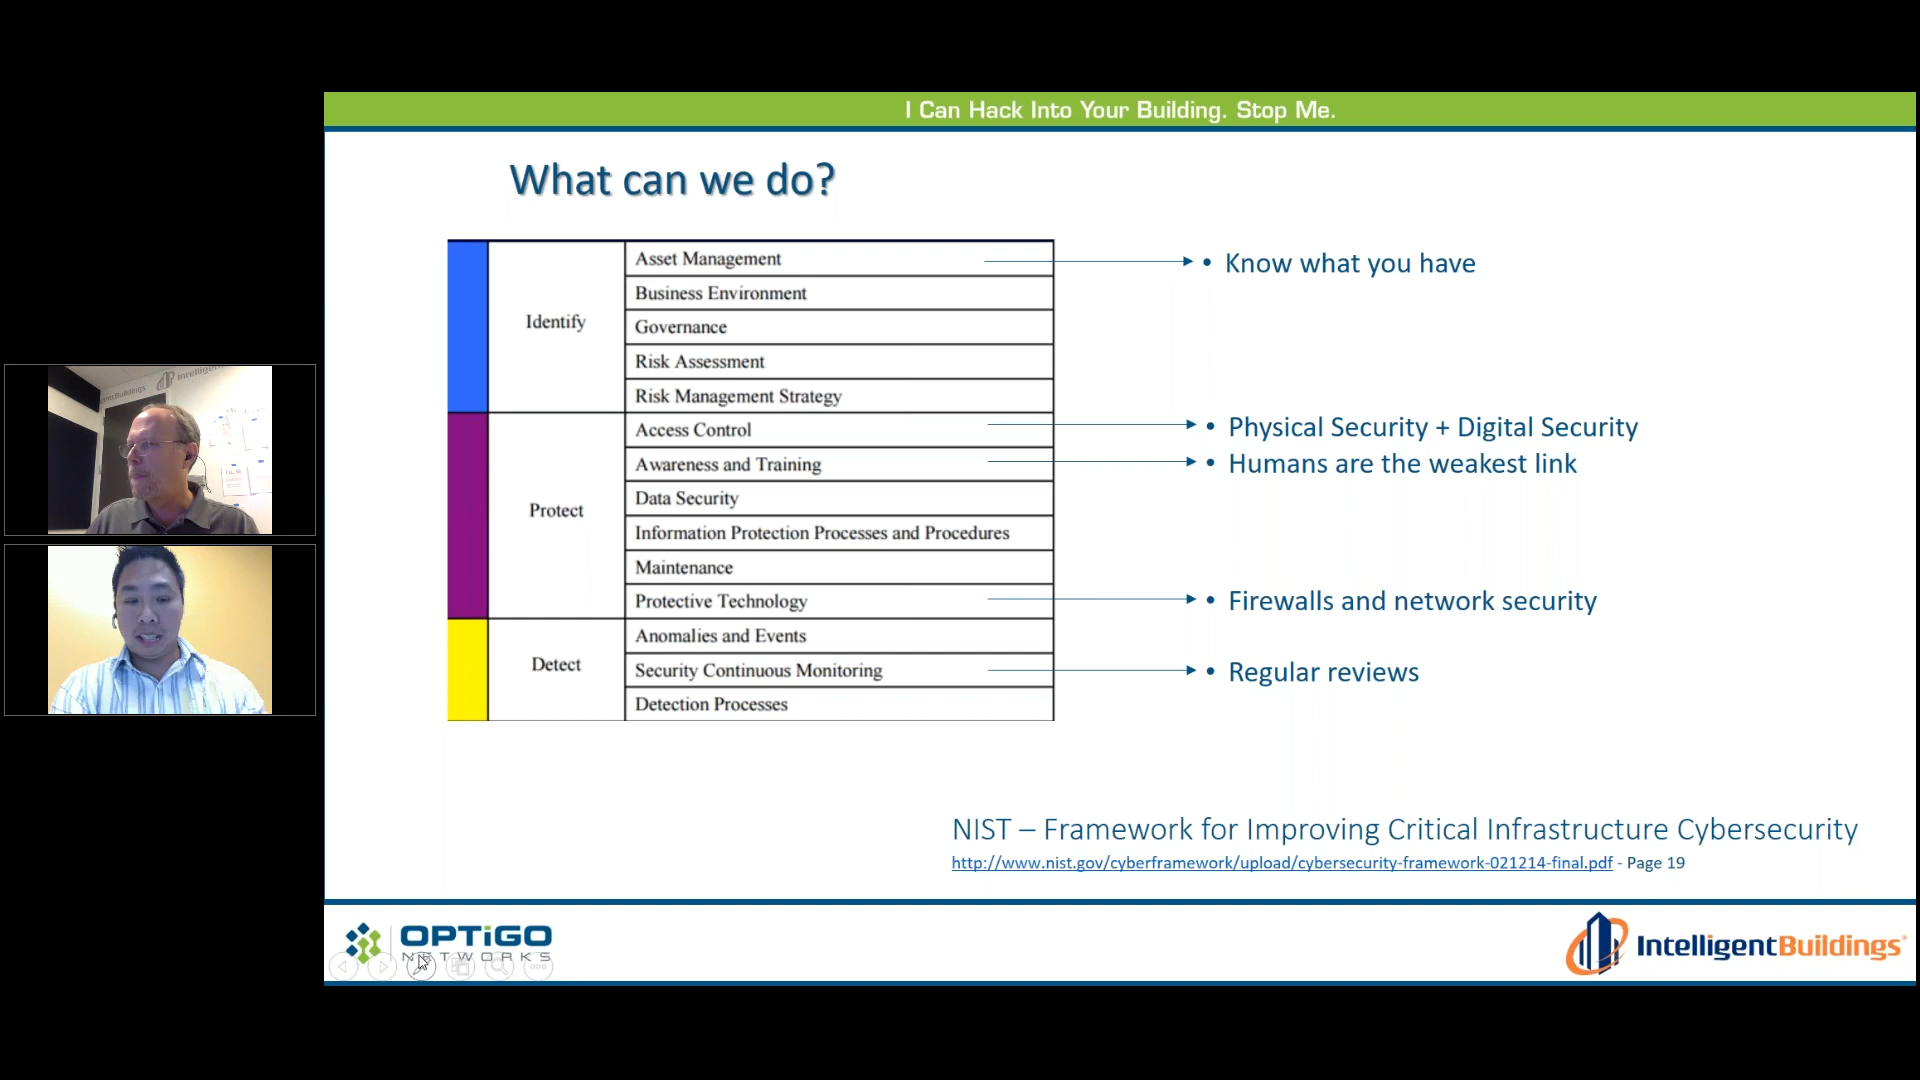 I Can Hack Into Your Building. Stop Me.
What can we do?
Identify
Asset Management
Business Environment
Governance
Risk Assessment
Risk Management Strategy
Protect
Access Control
Awareness and Training
Data Security
Information Protection Processes and Procedures
Maintenance
Protective Technology
Detect
Anomalies and Events
Security Continuous Monitoring
Detection Processes
• Know what you have
• Physical Security + Digital Security
• Humans are the weakest link
• Firewalls and network security
• Regular reviews
NIST – Framework for Improving Critical Infrastructure Cybersecurity
http://www.nist.gov/cyberframework/upload/cybersecurity-framework-021214-final.pdf - Page 19
OPTiGO
NETWORKS
IntelligentBuildings